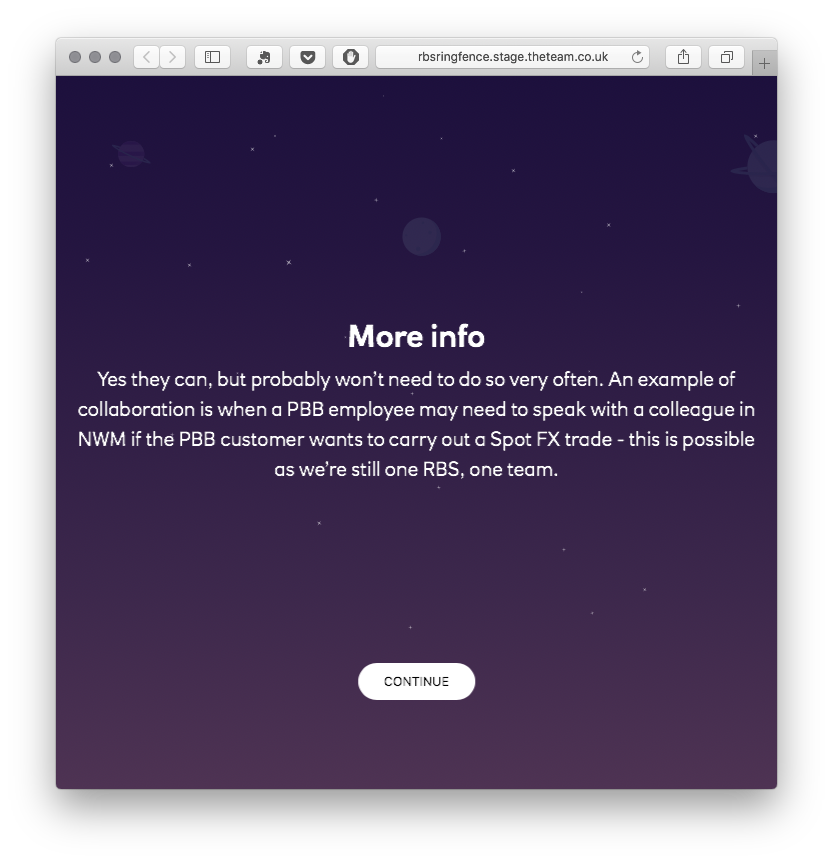 rbsringfence.stage.theteam.co.uk
More info
Yes they can, but probably won't need to do so very often. An example of
collaboration is when a PBB employee may need to speak with a colleague in
NWM if the PBB customer wants to carry out a Spot FX trade - this is possible
as we're still one RBS, one team.
CONTINUE